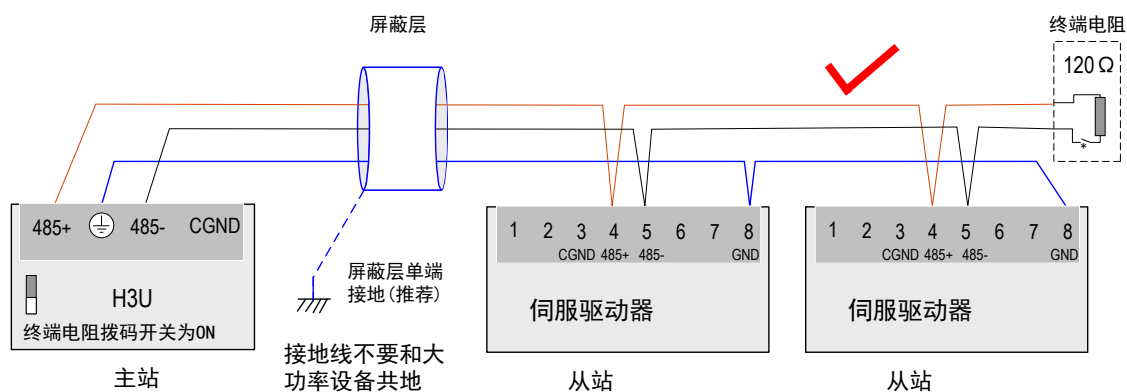 屏蔽层
终端电阻
120 Ω
*
485+ 485- CGND
H3U
终端电阻拨码开关为ON
主站
屏蔽层单端
接地(推荐)
接地线不要和大
功率设备共地
1 2 3 4 5 6 7 8
CGND 485+ 485- GND
伺服驱动器
从站
1 2 3 4 5 6 7 8
CGND 485+ 485- GND
伺服驱动器
从站